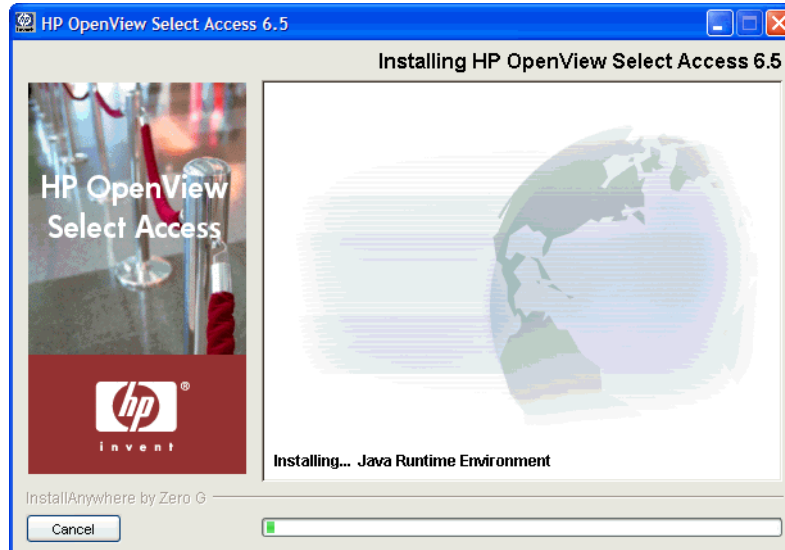 HP OpenView Select Access 6.5
Installing HP OpenView Select Access 6.5
HP OpenView
Select Access
hp
®
invent
Installing... Java Runtime Environment
InstallAnywhere by Zero G
Cancel